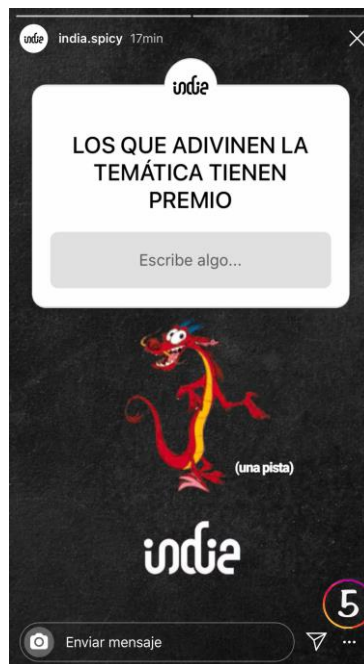 india
india.spicy 17min
india
LOS QUE ADIVINEN LA
TEMÁTICA TIENEN
PREMIO
Escribe algo...
(una pista)
india
5
Enviar mensaje